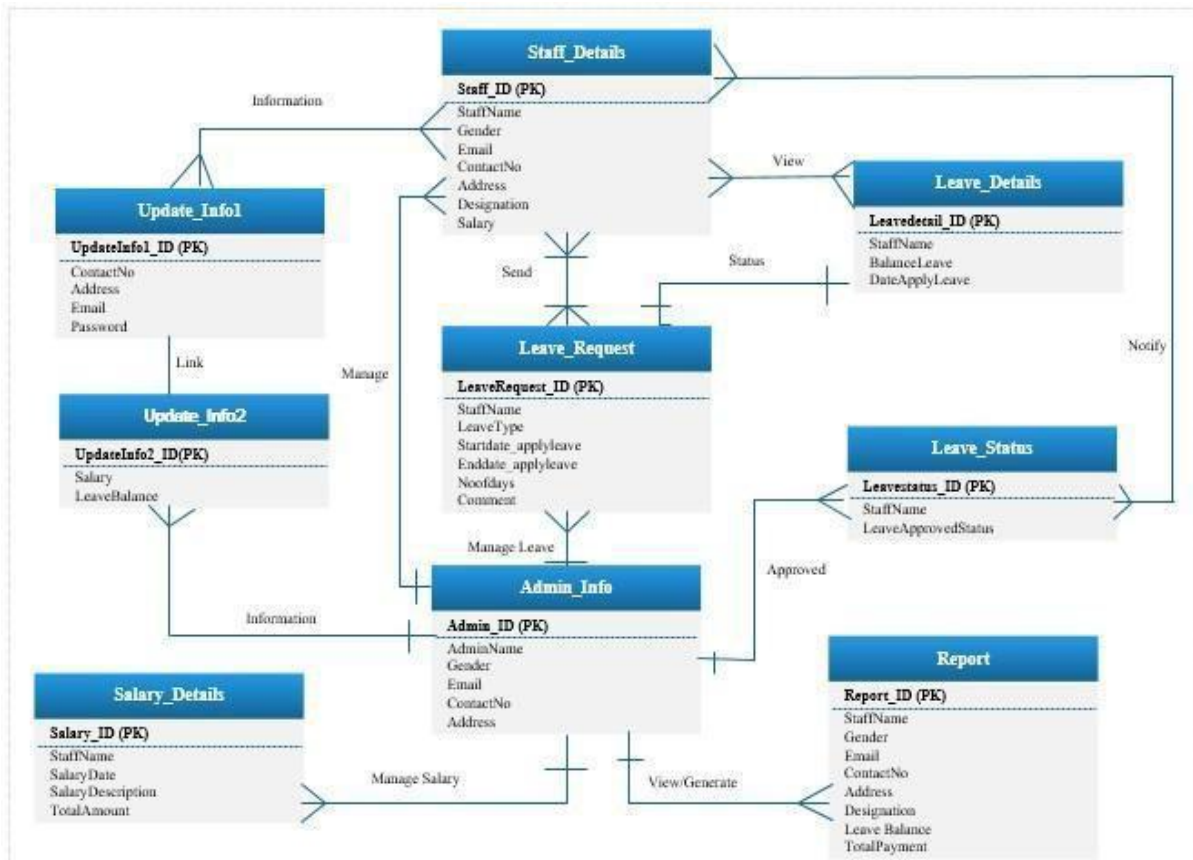 Staff_Details
Staff_ID (PK)
StaffName
Gender
Email
ContactNo
Address
Designation
Salary
Information
View
Leave_Details
Leavedetail_ID (PK)
StaffName
BalanceLeave
DateApplyLeave
Update_Info1
UpdateInfo1_ID (PK)
ContactNo
Address
Email
Password
Send
Status
Link
Manage
Notify
Leave_Request
LeaveRequest_ID (PK)
StaffName
LeaveType
Startdate_applyleave
Enddate_applyleave
Noofdays
Comment
Update_Info2
UpdateInfo2_ID(PK)
Salary
LeaveBalance
Leave_Status
Leavestatus_ID (PK)
StaffName
LeaveApprovedStatus
Manage Leave
Approved
Information
Admin_Info
Admin_ID (PK)
AdminName
Gender
Email
ContactNo
Address
Salary_Details
Salary_ID (PK)
StaffName
SalaryDate
SalaryDescription
TotalAmount
Manage Salary
View/Generate
Report
Report_ID (PK)
StaffName
Gender
Email
ContactNo
Address
Designation
Leave Balance
TotalPayment